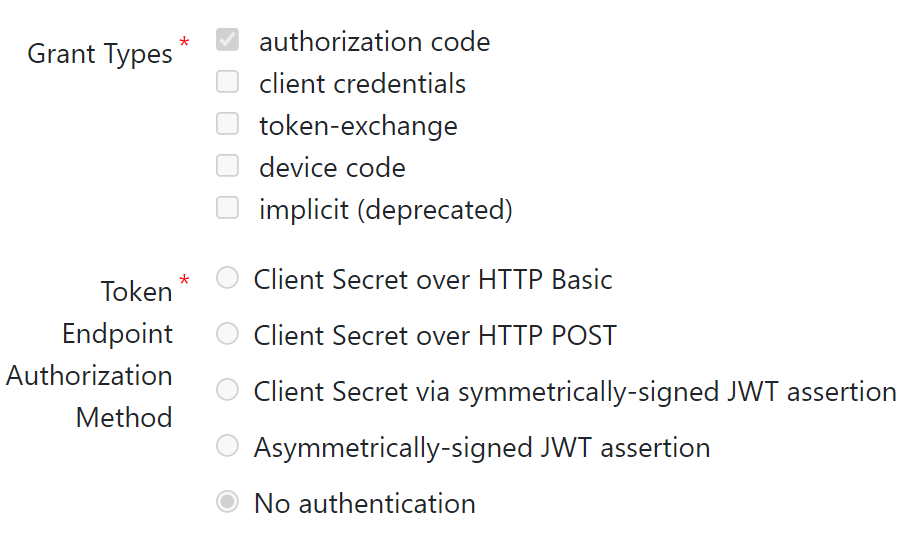 Grant Types *
authorization code
client credentials
token-exchange
device code
implicit (deprecated)
Token *
Endpoint
Authorization
Method
Client Secret over HTTP Basic
Client Secret over HTTP POST
Client Secret via symmetrically-signed JWT assertion
Asymmetrically-signed JWT assertion
No authentication